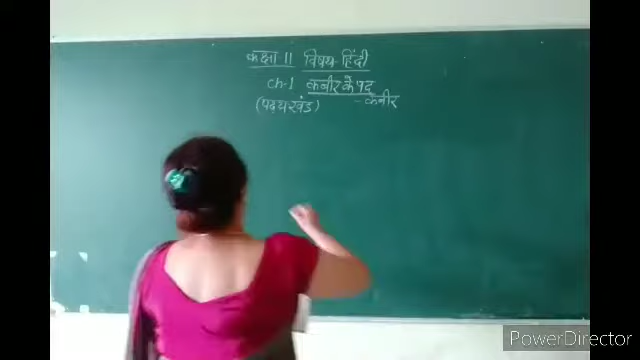 कक्षा 11 विषय-हिंदी
ch-1 कबीर के पद
(पद्यखंड) - कबीर
PowerDirector